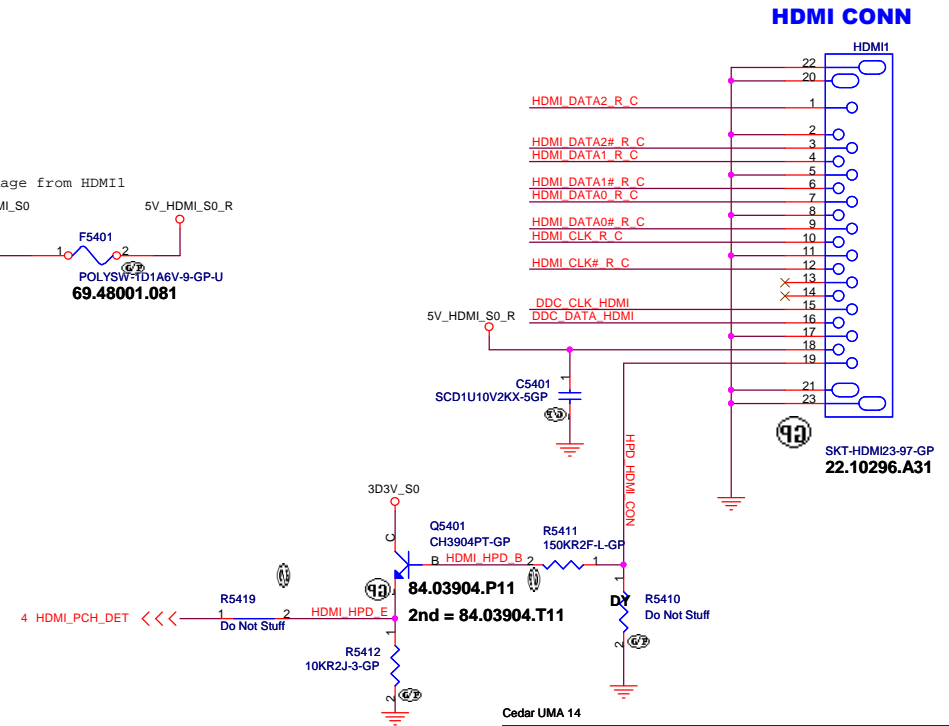 HDMI CONN
HDMI1
22
20
HDMI_DATA2_R_C 1
2
HDMI_DATA2#_R_C 3
HDMI_DATA1_R_C 4
5
HDMI_DATA1#_R_C 6
HDMI_DATA0_R_C 7
8
HDMI_DATA0#_R_C 9
HDMI_CLK_R_C 10
11
HDMI_CLK#_R_C 12
13
14
DDC_CLK_HDMI 15
DDC_DATA_HDMI 16
17
18
19
21
23
SKT-HDMI23-97-GP
22.10296.A31
age from HDMI1
MI_S0
5V_HDMI_S0_R
F5401
1 2
POLYSW-1D1A6V-9-GP-U
69.48001.081
5V_HDMI_S0_R
C5401
SCD1U10V2KX-5GP
1
HPD_HDMI_CON
3D3V_S0
C
Q5401
CH3904PT-GP
B HDMI_HPD_B
84.03904.P11
2nd = 84.03904.T11
R5411
150KR2F-L-GP
2 1
1
DY
R5410
Do Not Stuff
2
4 HDMI_PCH_DET
R5419
1 2
Do Not Stuff
HDMI_HPD_E
1
R5412
10KR2J-3-GP
2
Cedar UMA 14